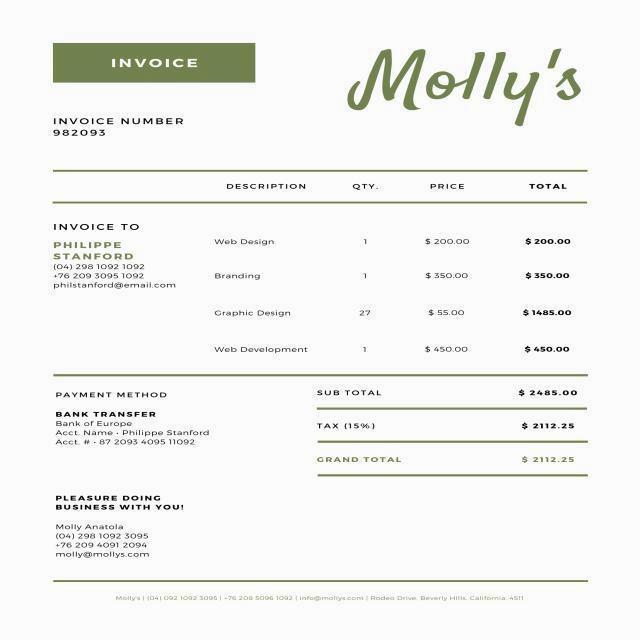 INVOICE
Molly's
INVOICE NUMBER
982093
DESCRIPTION QTY. PRICE TOTAL
INVOICE TO
PHILIPPE
STANFORD
(04) 298 1092 1092
+76 209 3095 1092
philstanford@email.com
Web Design 1 $ 200.00 $ 200.00
Branding 1 $ 350.00 $ 350.00
Graphic Design 27 $ 55.00 $ 1485.00
Web Development 1 $ 450.00 $ 450.00
PAYMENT METHOD
BANK TRANSFER
Bank of Europe
Acct. Name - Philippe Stanford
Acct. # - 87 2093 4095 11092
SUB TOTAL $ 2485.00
TAX (15%) $ 2112.25
GRAND TOTAL $ 2112.25
PLEASURE DOING
BUSINESS WITH YOU!
Molly Anatola
(04) 298 1092 3095
+76 209 4091 2094
molly@mollys.com
Molly's | (04) 092 1092 3095 | +76 209 5096 1092 | info@mollys.com | Rodeo Drive, Beverly Hills, California, 4511